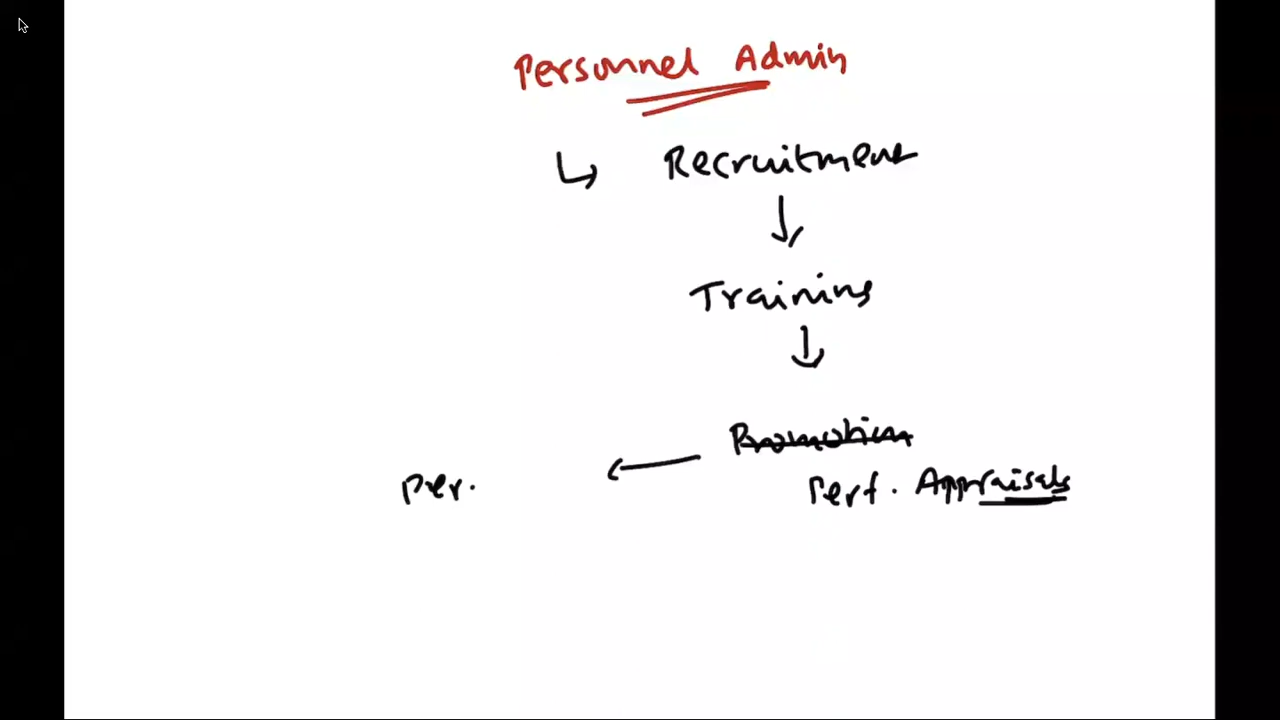 Personnel Admin
↳ Recruitment
↓
Training
↓
Promotion
Per. ← Perf. Appraisals